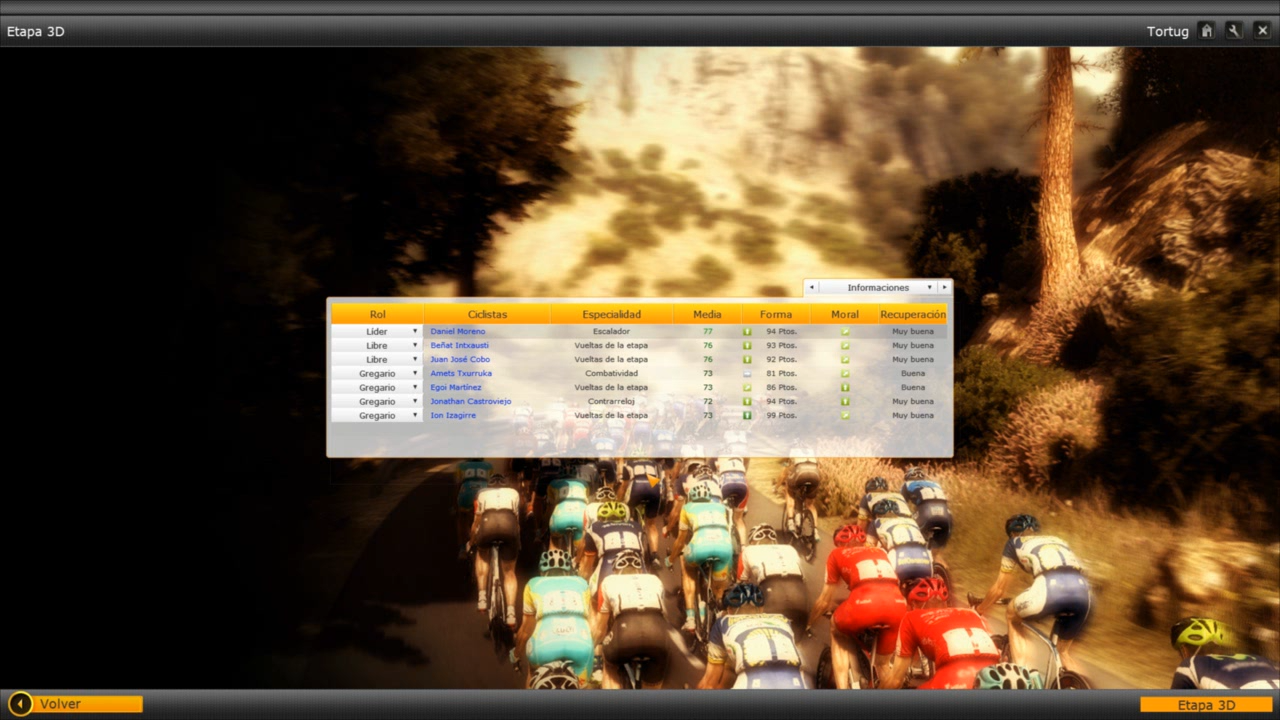 Etapa 3D
Tortug
Informaciones
Rol Ciclistas Especialidad Media Forma Moral Recuperación
Líder Daniel Moreno Escalador 77 94 Ptos. Muy buena
Libre Beñat Intxausti Vueltas de la etapa 76 93 Ptos. Muy buena
Libre Juan José Cobo Vueltas de la etapa 76 92 Ptos. Muy buena
Gregario Amets Txurruka Combatividad 73 81 Ptos. Buena
Gregario Egoi Martínez Vueltas de la etapa 73 86 Ptos. Buena
Gregario Jonathan Castroviejo Contrarreloj 72 94 Ptos. Muy buena
Gregario Ion Izagirre Vueltas de la etapa 73 99 Ptos. Muy buena
Volver
Etapa 3D